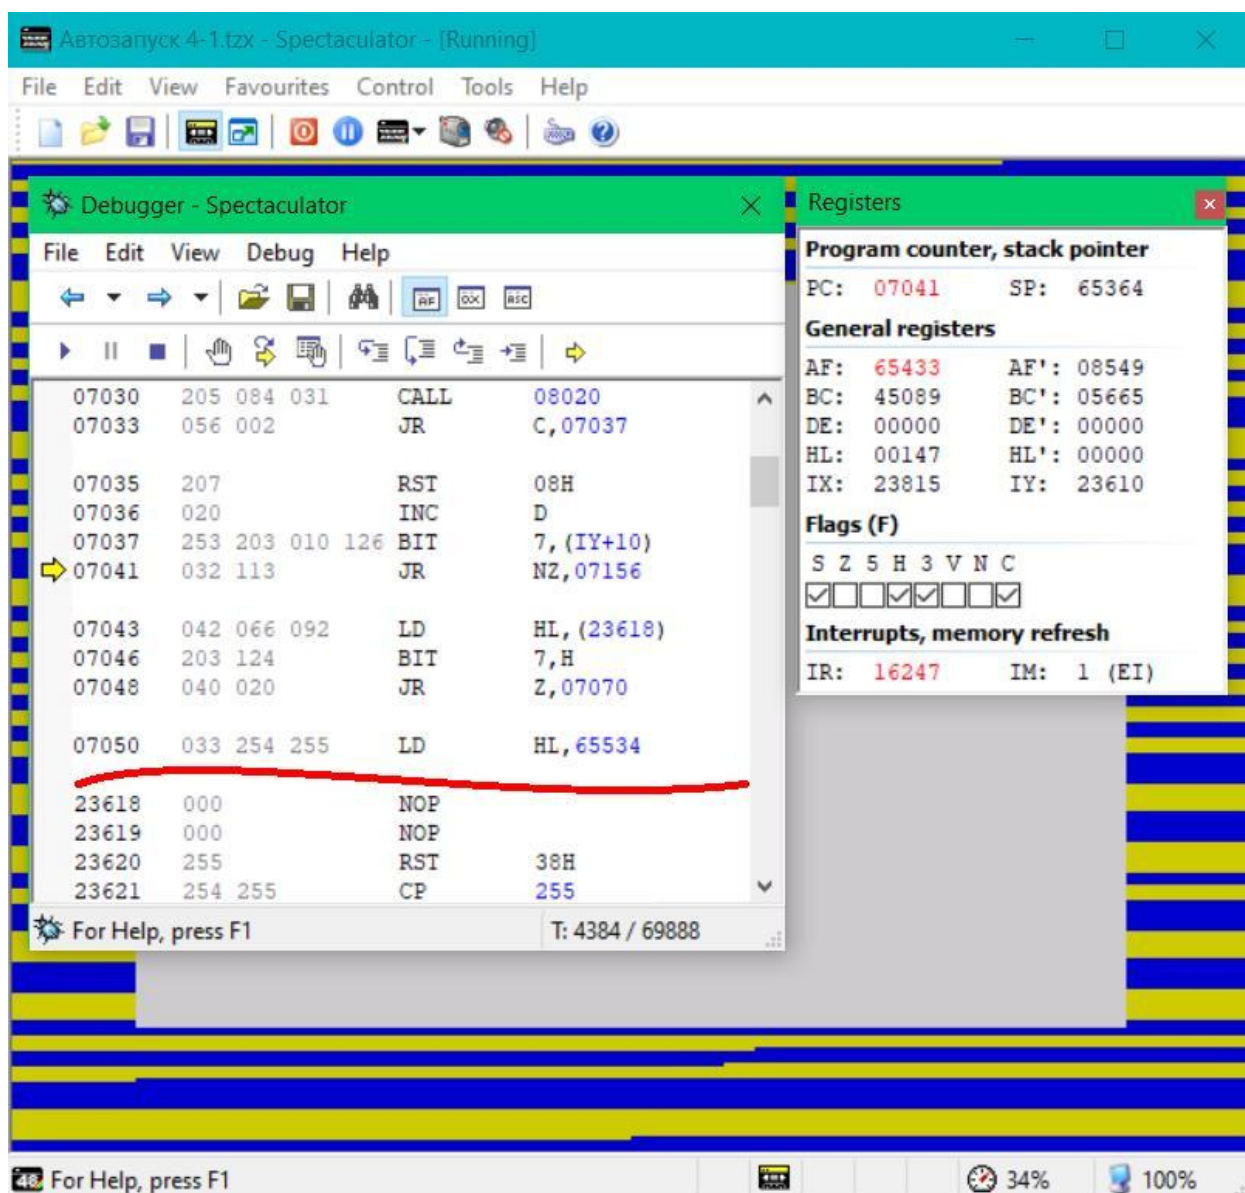 Автозапуск 4-1.tzx - Spectaculator - [Running]
File Edit View Favourites Control Tools Help
Debugger - Spectaculator
File Edit View Debug Help
07030 205 084 031 CALL 08020
07033 056 002 JR C,07037
07035 207 RST 08H
07036 020 INC D
07037 253 203 010 126 BIT 7,(IY+10)
07041 032 113 JR NZ,07156
07043 042 066 092 LD HL,(23618)
07046 203 124 BIT 7,H
07048 040 020 JR Z,07070
07050 033 254 255 LD HL,65534
23618 000 NOP
23619 000 NOP
23620 255 RST 38H
23621 254 255 CP 255
For Help, press F1 T: 4384 / 69888
Registers
Program counter, stack pointer
PC: 07041 SP: 65364
General registers
AF: 65433 AF': 08549
BC: 45089 BC': 05665
DE: 00000 DE': 00000
HL: 00147 HL': 00000
IX: 23815 IY: 23610
Flags (F)
S Z 5 H 3 V N C
Interrupts, memory refresh
IR: 16247 IM: 1 (EI)
For Help, press F1 34% 100%